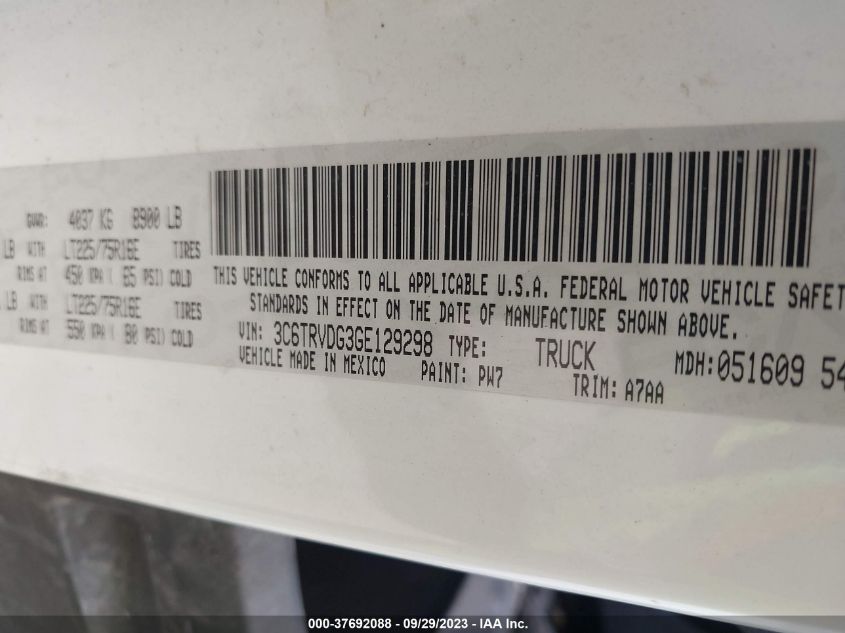 GVWR: 4037 KG 8900 LB
LB WITH LT225/75R16E TIRES
RIMS AT 450 KPA ( 65 PSI) COLD
LB WITH LT225/75R16E TIRES
RIMS AT 550 KPA ( 80 PSI) COLD
THIS VEHICLE CONFORMS TO ALL APPLICABLE U.S.A. FEDERAL MOTOR VEHICLE SAFET
STANDARDS IN EFFECT ON THE DATE OF MANUFACTURE SHOWN ABOVE.
VIN: 3C6TRVDG3GE129298 TYPE: TRUCK MDH:051609 54
VEHICLE MADE IN MEXICO PAINT: PW7 TRIM: A7AA
000-37692088 - 09/29/2023 - IAA Inc.